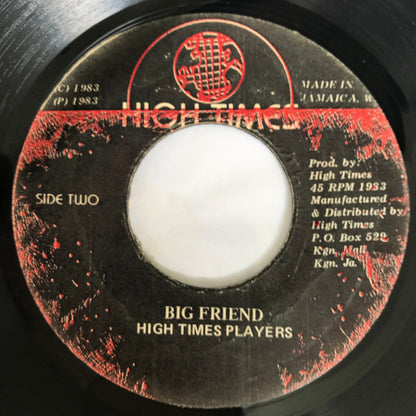 (C) 1983
(P) 1983
MADE IN
JAMAICA, W.
HIGH TIMES
SIDE TWO
Prod. by:
High Times
45 RPM 1933
Manufactured
& Distributed by
High Times
P.O. Box 529
Kgn. Mall
Kgn. Ja.
BIG FRIEND
HIGH TIMES PLAYERS